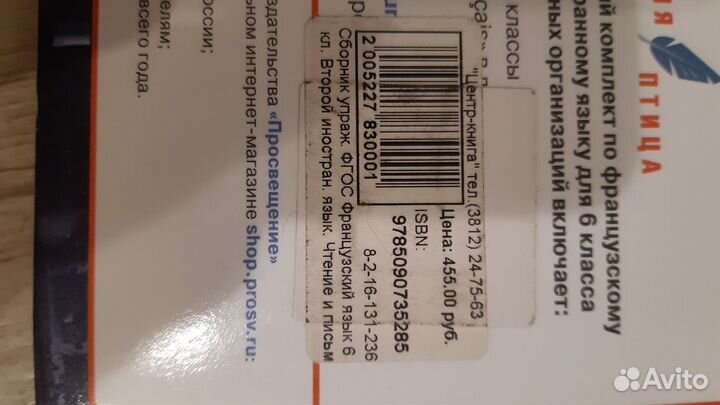 ПТИЦА
й комплект по французскому
ранному языку для 6 класса
ных организаций включает:
классы
"Центр-книга" тел.(3812) 24-75-63
Цена: 455.00 руб.
ISBN:
9785090735285
8-2-16-131-236
2 005227 830001
Сборник упраж. ФГОС Французский язык 6
кл. Второй иностран. язык. Чтение и письм
здательства «Просвещение»
ьном интернет-магазине shop.prosv.ru:
оссии;
елям;
всего года.
Avito